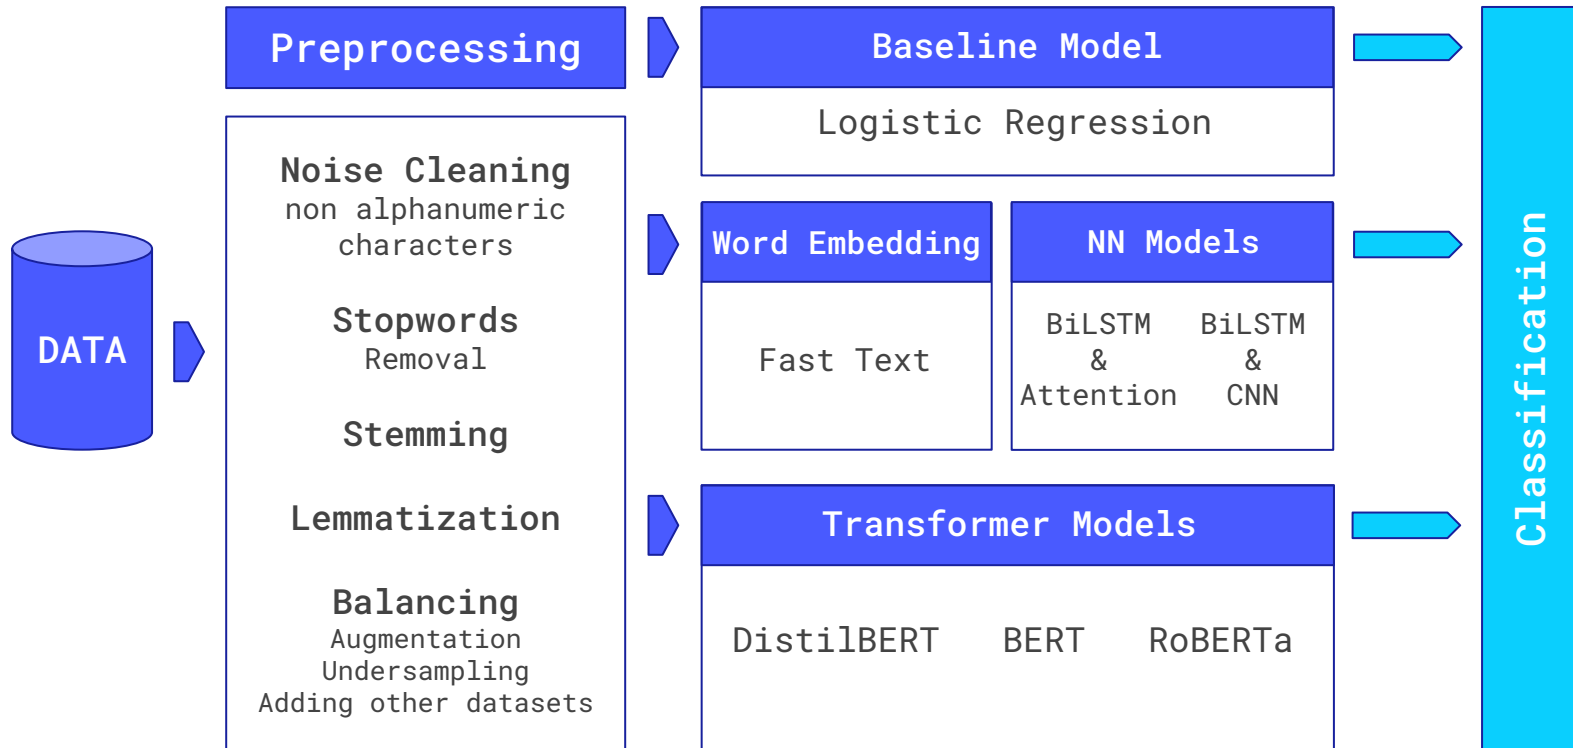 DATA
Preprocessing
Noise Cleaning
non alphanumeric
characters
Stopwords
Removal
Stemming
Lemmatization
Balancing
Augmentation
Undersampling
Adding other datasets
Baseline Model
Logistic Regression
Word Embedding
Fast Text
NN Models
BiLSTM
&
Attention
BiLSTM
&
CNN
Transformer Models
DistilBERT BERT RoBERTa
Classification